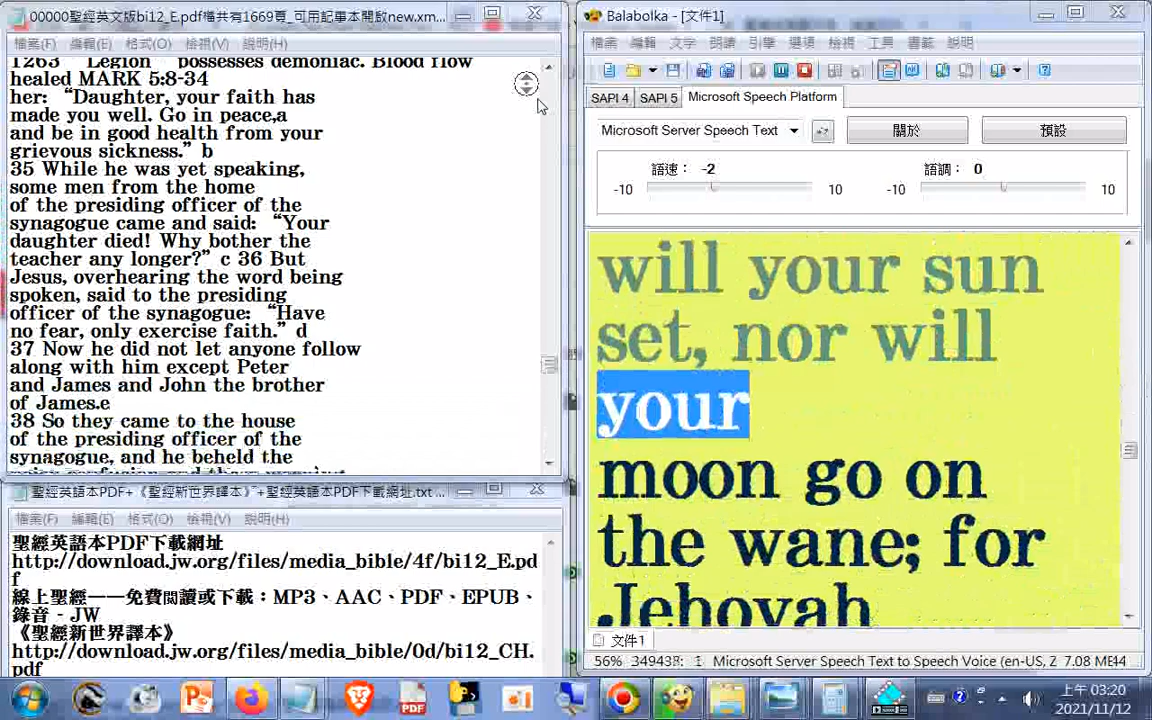 00000聖經英文版bi12_E.pdf檔共有1669頁_可用記事本開啟new.xm...
檔案(F) 編輯(E) 格式(O) 檢視(V) 說明(H)
1263 "Legion" possesses demoniac. Blood flow
healed MARK 5:8-34
her: “Daughter, your faith has
made you well. Go in peace,a
and be in good health from your
grievous sickness.” b
35 While he was yet speaking,
some men from the home
of the presiding officer of the
synagogue came and said: “Your
daughter died! Why bother the
teacher any longer?” c 36 But
Jesus, overhearing the word being
spoken, said to the presiding
officer of the synagogue: “Have
no fear, only exercise faith.” d
37 Now he did not let anyone follow
along with him except Peter
and James and John the brother
of James.e
38 So they came to the house
of the presiding officer of the
synagogue, and he beheld the
聖經英語本PDF+《聖經新世界譯本》+聖經英語本PDF下載網址.txt ...
檔案(F) 編輯(E) 格式(O) 檢視(V) 說明(H)
聖經英語本PDF下載網址
http://download.jw.org/files/media_bible/4f/bi12_E.pd
f
線上聖經——免費閱讀或下載：MP3、AAC、PDF、EPUB、
錄音 - JW
《聖經新世界譯本》
http://download.jw.org/files/media_bible/0d/bi12_CH.
pdf
Balabolka - [文件1]
檔案 編輯 文字 朗讀 引擎 選項 檢視 工具 書籤 說明
SAPI 4 SAPI 5 Microsoft Speech Platform
Microsoft Server Speech Text 關於 預設
語速： -2 語調： 0
-10 10 -10 10
will your sun
set, nor will
your
moon go on
the wane; for
Jehovah
文件1
56% 349438: 1 Microsoft Server Speech Text to Speech Voice (en-US, Z 7.08 ME44
上午 03:20
2021/11/12